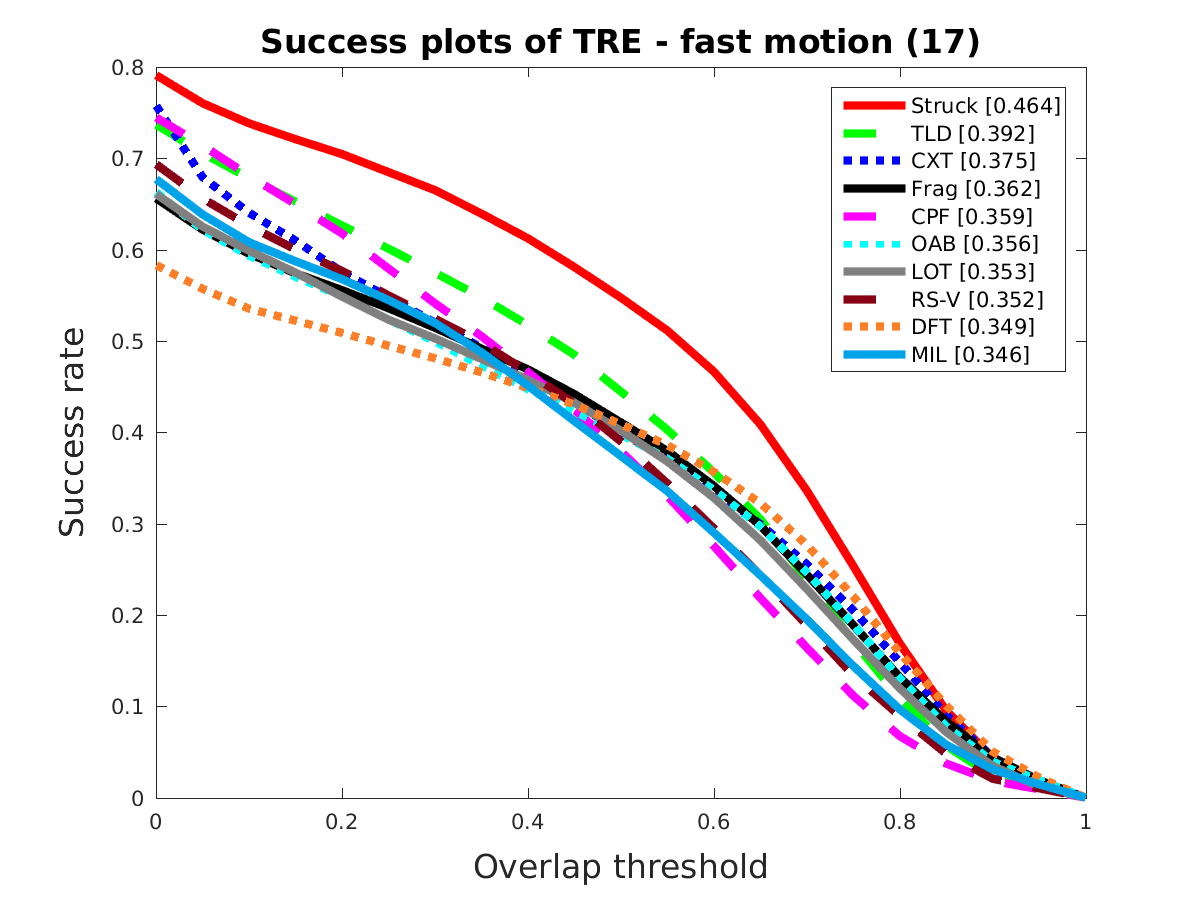 Success plots of TRE - fast motion (17)
0.8
0.7
0.6
0.5
0.4
0.3
0.2
0.1
0
Success rate
Struck [0.464]
TLD [0.392]
CXT [0.375]
Frag [0.362]
CPF [0.359]
OAB [0.356]
LOT [0.353]
RS-V [0.352]
DFT [0.349]
MIL [0.346]
0 0.2 0.4 0.6 0.8 1
Overlap threshold